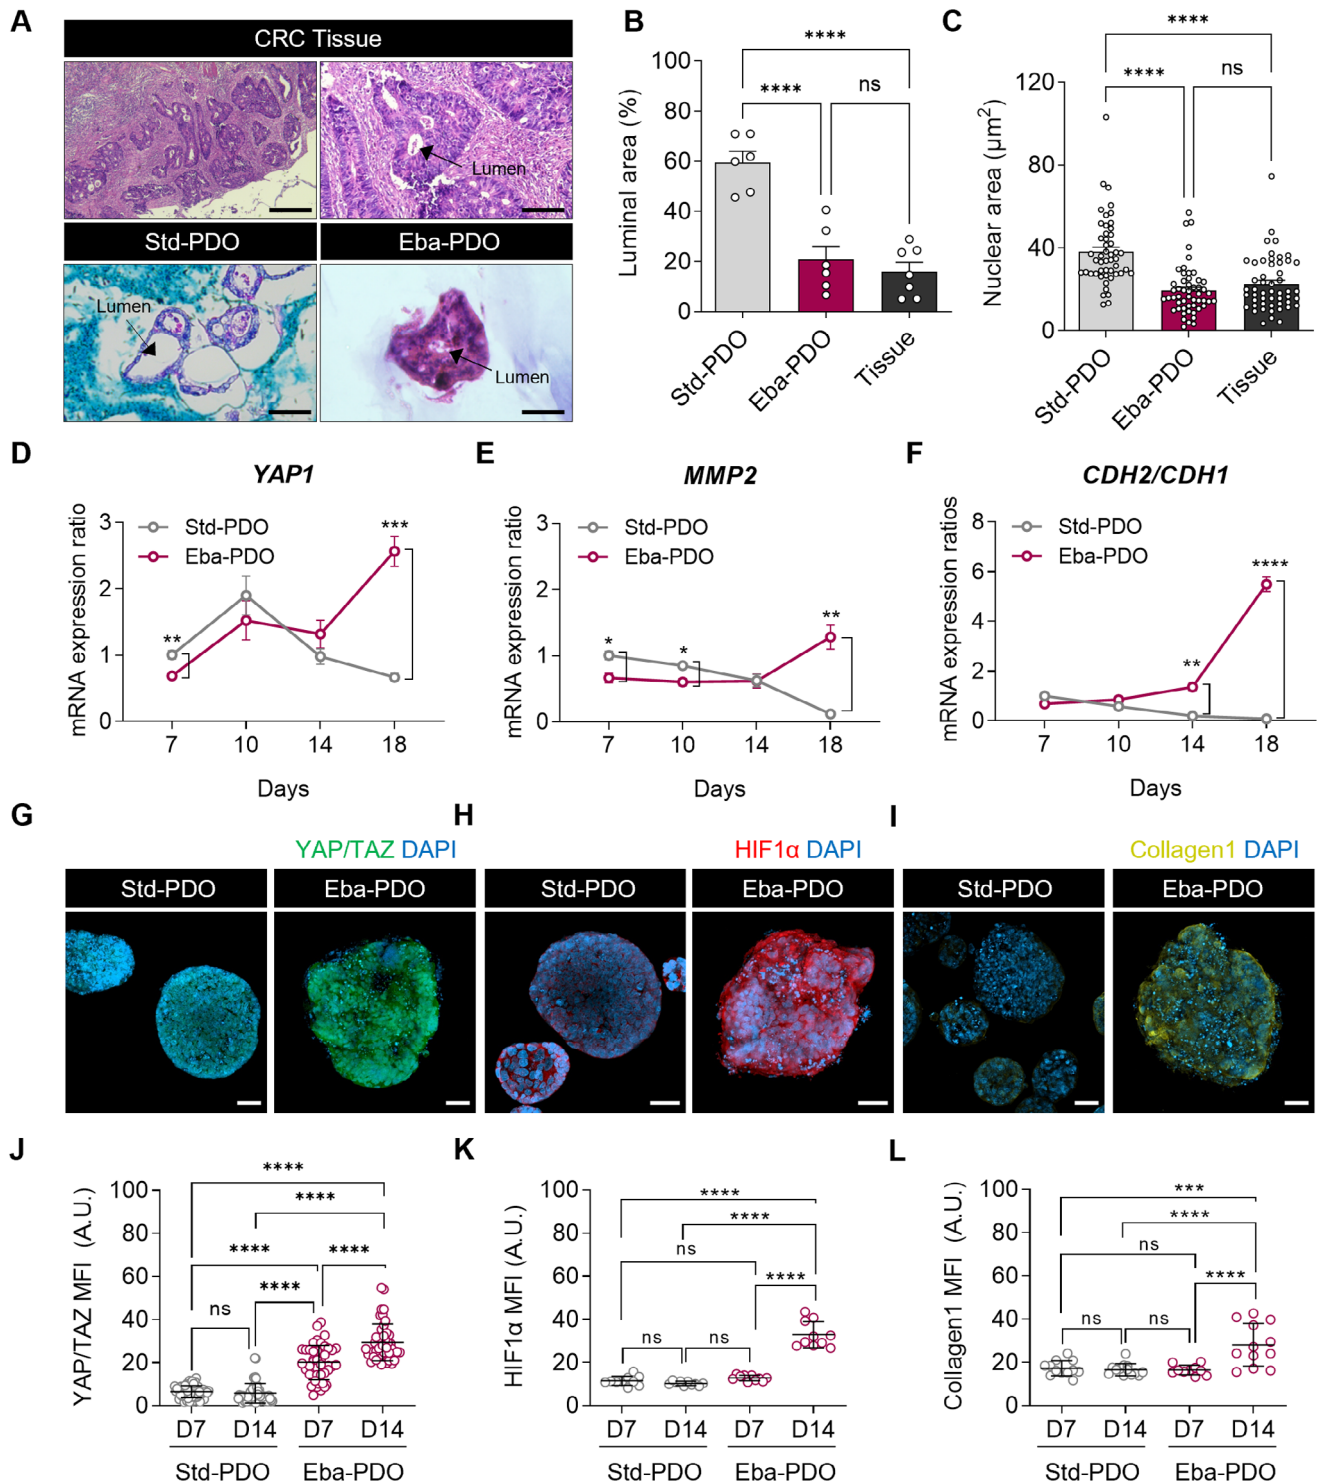 A
CRC Tissue
Lumen
Std-PDO
Eba-PDO
Lumen
Lumen
B
Luminal area (%)
100
80
60
40
20
0
****
****
ns
Std-PDO
Eba-PDO
Tissue
C
Nuclear area (µm²)
120
80
40
0
****
****
ns
Std-PDO
Eba-PDO
Tissue
D
YAP1
mRNA expression ratio
3
2
1
0
Std-PDO
Eba-PDO
**
***
7 10 14 18
Days
E
MMP2
mRNA expression ratio
3
2
1
0
Std-PDO
Eba-PDO
*
*
**
7 10 14 18
Days
F
CDH2/CDH1
mRNA expression ratios
8
6
4
2
0
Std-PDO
Eba-PDO
**
****
7 10 14 18
Days
G
YAP/TAZ DAPI
Std-PDO
Eba-PDO
H
HIF1α DAPI
Std-PDO
Eba-PDO
I
Collagen1 DAPI
Std-PDO
Eba-PDO
J
YAP/TAZ MFI (A.U.)
100
80
60
40
20
0
****
****
****
****
ns
****
D7 D14 D7 D14
Std-PDO Eba-PDO
K
HIF1α MFI (A.U.)
100
80
60
40
20
0
****
****
ns
****
ns
ns
D7 D14 D7 D14
Std-PDO Eba-PDO
L
Collagen1 MFI (A.U.)
100
80
60
40
20
0
***
****
ns
****
ns
ns
D7 D14 D7 D14
Std-PDO Eba-PDO